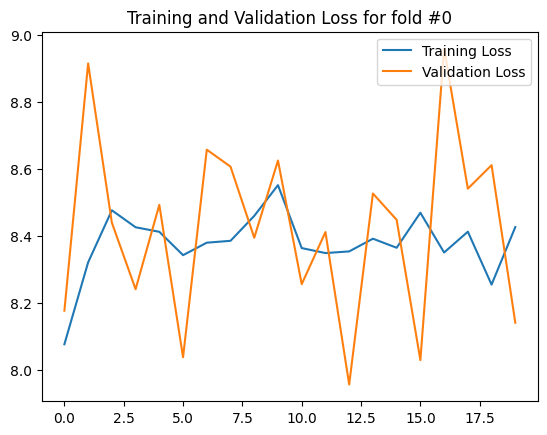 Training and Validation Loss for fold #0
Training Loss
Validation Loss
9.0
8.8
8.6
8.4
8.2
8.0
0.0 2.5 5.0 7.5 10.0 12.5 15.0 17.5